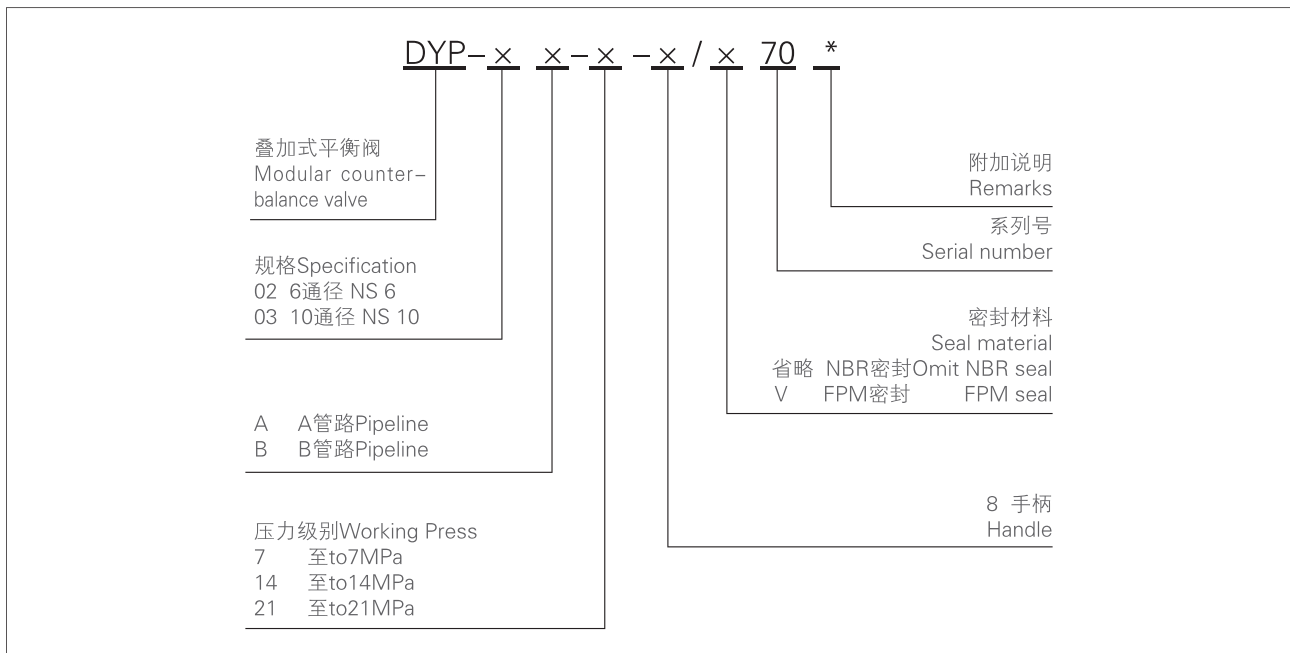 DYP-× ×-× -×/× 70 *
叠加式平衡阀
Modular counter-
balance valve
规格Specification
02 6通径 NS 6
03 10通径 NS 10
A A管路Pipeline
B B管路Pipeline
压力级别Working Press
7 至to7MPa
14 至to14MPa
21 至to21MPa
附加说明
Remarks
系列号
Serial number
密封材料
Seal material
省略 NBR密封Omit NBR seal
V FPM密封 FPM seal
8 手柄
Handle